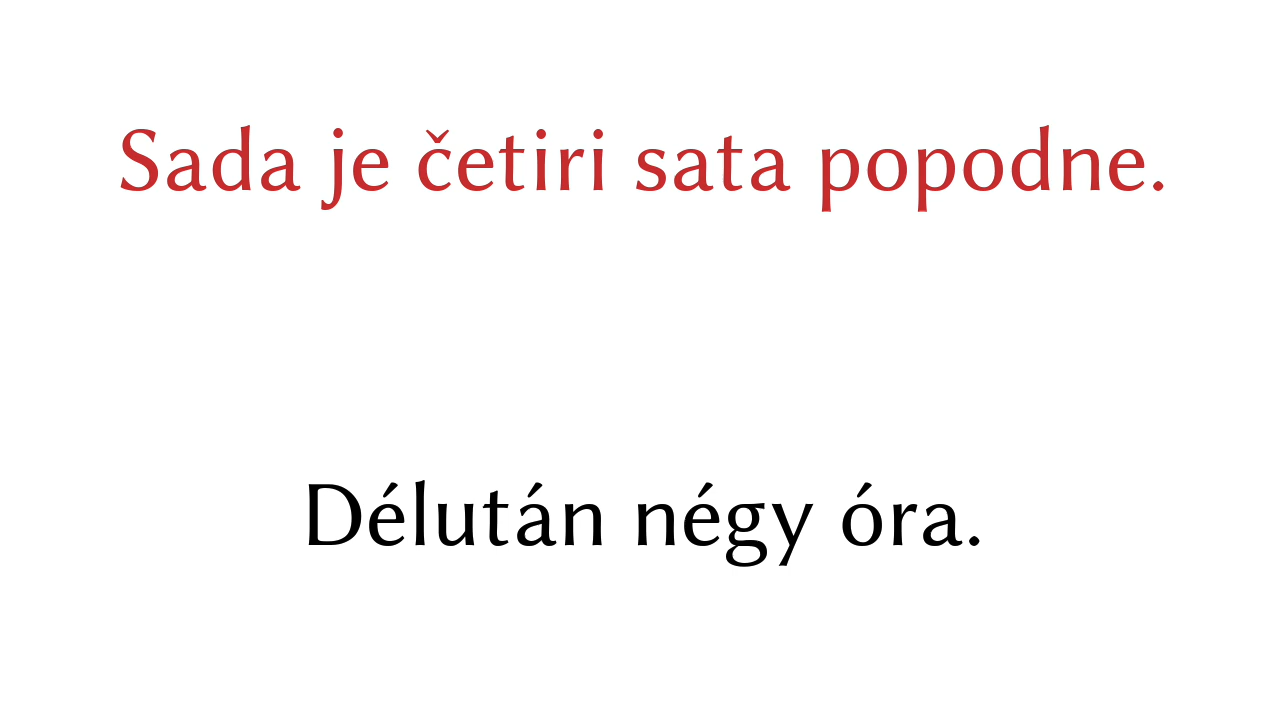 Sada je četiri sata popodne.
Délután négy óra.